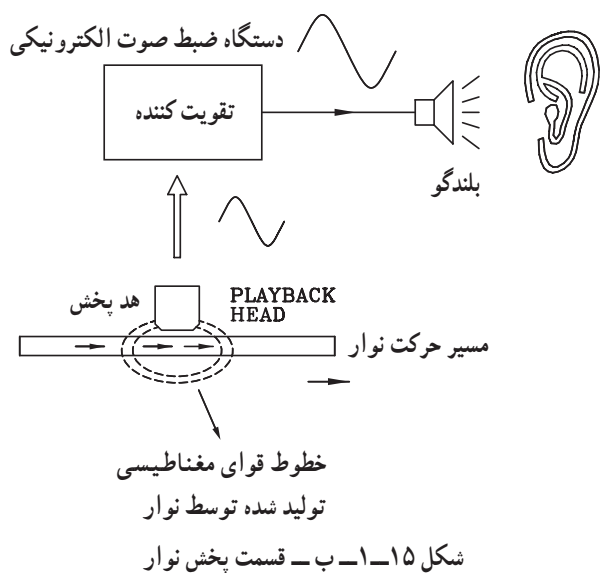 دستگاه ضبط صوت الکترونیکی
تقویت کننده
بلندگو
هد پخش
PLAYBACK
HEAD
مسیر حرکت نوار
خطوط قوای مغناطیسی
تولید شده توسط نوار
شکل ۱۵ــ۱ــ ب ــ قسمت پخش نوار